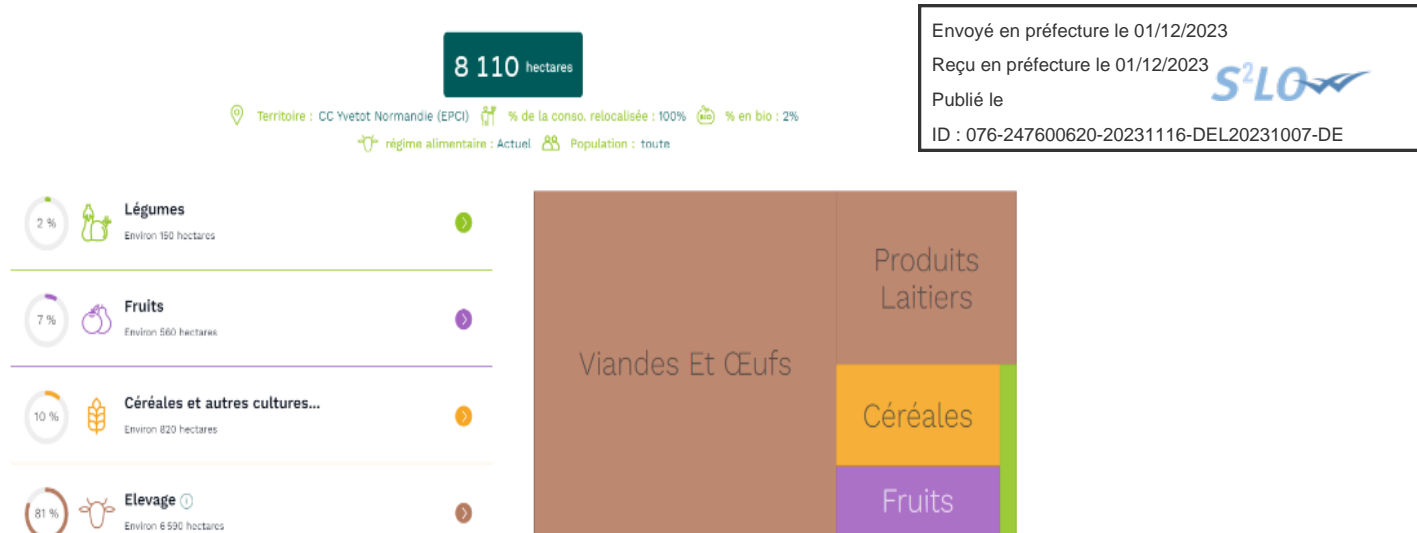 8 110 hectares
Territoire : CC Yvetot Normandie (EPCI) % de la conso. relocalisée : 100% BIO % en bio : 2%
régime alimentaire : Actuel Population : toute
Envoyé en préfecture le 01/12/2023
Reçu en préfecture le 01/12/2023
Publié le
S²LO
ID : 076-247600620-20231116-DEL20231007-DE
2 %
Légumes
Environ 150 hectares
7 %
Fruits
Environ 560 hectares
10 %
Céréales et autres cultures...
Environ 820 hectares
81 %
Elevage
Environ 6 590 hectares
Viandes Et Œufs
Produits
Laitiers
Céréales
Fruits